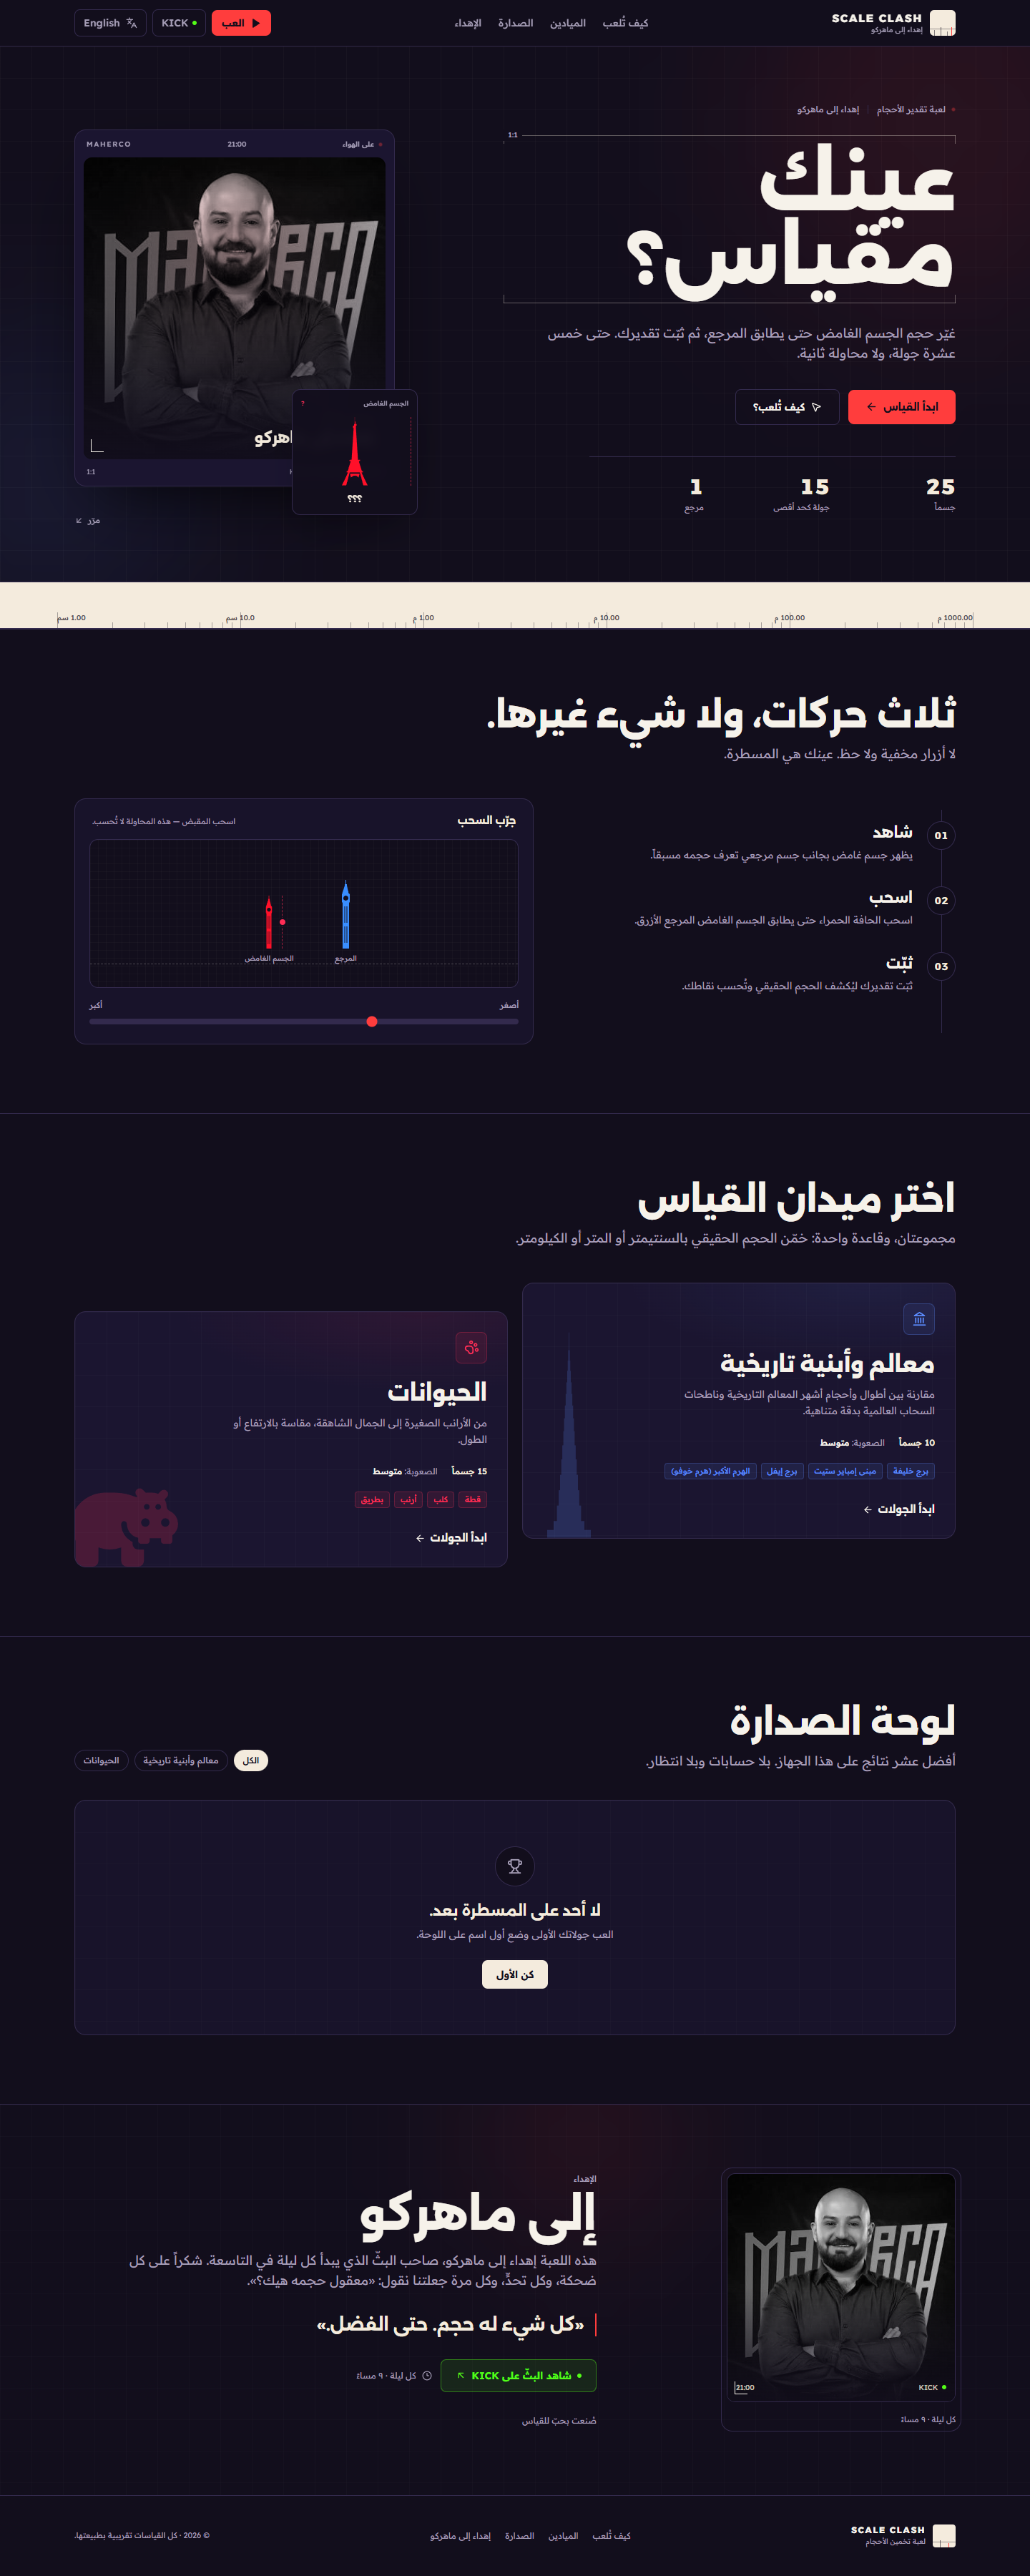 SCALE CLASH
إهداء إلى ماهركو
كيف تُلعب
الميادين
الصدارة
الإهداء
العب
KICK
English
لعبة تقدير الأحجام
إهداء إلى ماهركو
1:1
عينك
مقياس؟
غيّر حجم الجسم الغامض حتى يطابق المرجع، ثم ثبّت تقديرك. حتى خمس
عشرة جولة، ولا محاولة ثانية.
ابدأ القياس
كيف تُلعب؟
25
جسماً
15
جولة كحد أقصى
1
مرجع
على الهواء
21:00
MAHERCO
اهركو
1:1
الجسم الغامض
؟
؟؟؟
مرّر
1.00 سم
10.0 سم
1.00 م
10.00 م
100.00 م
1000.00 م
ثلاث حركات، ولا شيء غيرها.
لا أزرار مخفية ولا حظ. عينك هي المسطرة.
01
شاهد
يظهر جسم غامض بجانب جسم مرجعي تعرف حجمه مسبقاً.
02
اسحب
اسحب الحافة الحمراء حتى يطابق الجسم الغامض المرجع الأزرق.
03
ثبّت
ثبّت تقديرك ليُكشف الحجم الحقيقي وتُحسب نقاطك.
جرّب السحب
اسحب المقبض — هذه المحاولة لا تُحسب.
المرجع
الجسم الغامض
أصغر
أكبر
اختر ميدان القياس
مجموعتان، وقاعدة واحدة: خمّن الحجم الحقيقي بالسنتيمتر أو المتر أو الكيلومتر.
معالم وأبنية تاريخية
مقارنة بين أطوال وأحجام أشهر المعالم التاريخية وناطحات
السحاب العالمية بدقة متناهية.
10 جسماً
الصعوبة: متوسط
برج خليفة
مبنى إمباير ستيت
برج إيفل
الهرم الأكبر (هرم خوفو)
ابدأ الجولات
الحيوانات
من الأرانب الصغيرة إلى الجمال الشاهقة، مقاسة بالارتفاع أو
الطول.
15 جسماً
الصعوبة: متوسط
قطة
كلب
أرنب
بطريق
ابدأ الجولات
لوحة الصدارة
أفضل عشر نتائج على هذا الجهاز. بلا حسابات وبلا انتظار.
الكل
معالم وأبنية تاريخية
الحيوانات
لا أحد على المسطرة بعد.
العب جولاتك الأولى وضع أول اسم على اللوحة.
كن الأول
MAHERCO
KICK
21:00
كل ليلة · ٩ مساءً
الإهداء
إلى ماهركو
هذه اللعبة إهداء إلى ماهركو، صاحب البثّ الذي يبدأ كل ليلة في التاسعة. شكراً على كل
ضحكة، وكل تحدٍّ، وكل مرة جعلتنا نقول: «معقول حجمه هيك؟».
«كل شيء له حجم. حتى الفضل.»
شاهد البثّ على KICK
كل ليلة · ٩ مساءً
صُنعت بحبّ للقياس
SCALE CLASH
لعبة تخمين الأحجام
كيف تُلعب
الميادين
الصدارة
إهداء إلى ماهركو
© 2026 · كل القياسات تقريبية بطبيعتها.